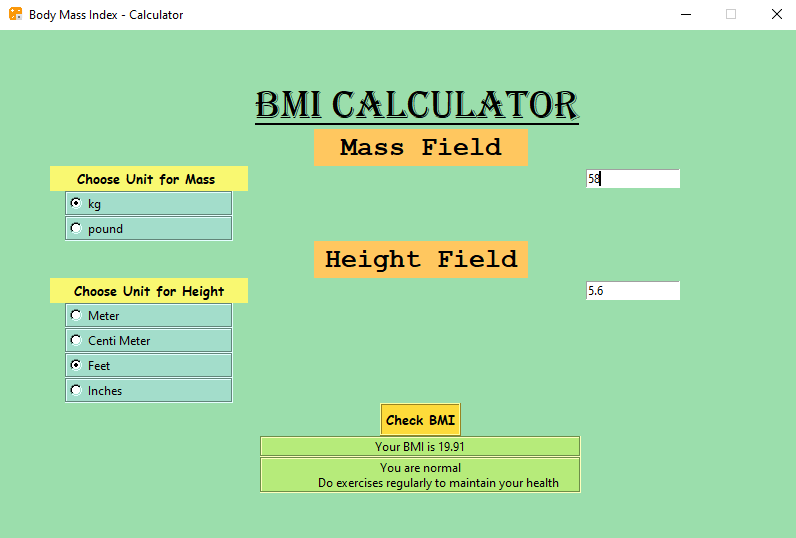 Body Mass Index - Calculator
BMI CALCULATOR
Mass Field
Choose Unit for Mass
58
kg
pound
Height Field
Choose Unit for Height
5.6
Meter
Centi Meter
Feet
Inches
Check BMI
Your BMI is 19.91
You are normal
Do exercises regularly to maintain your health